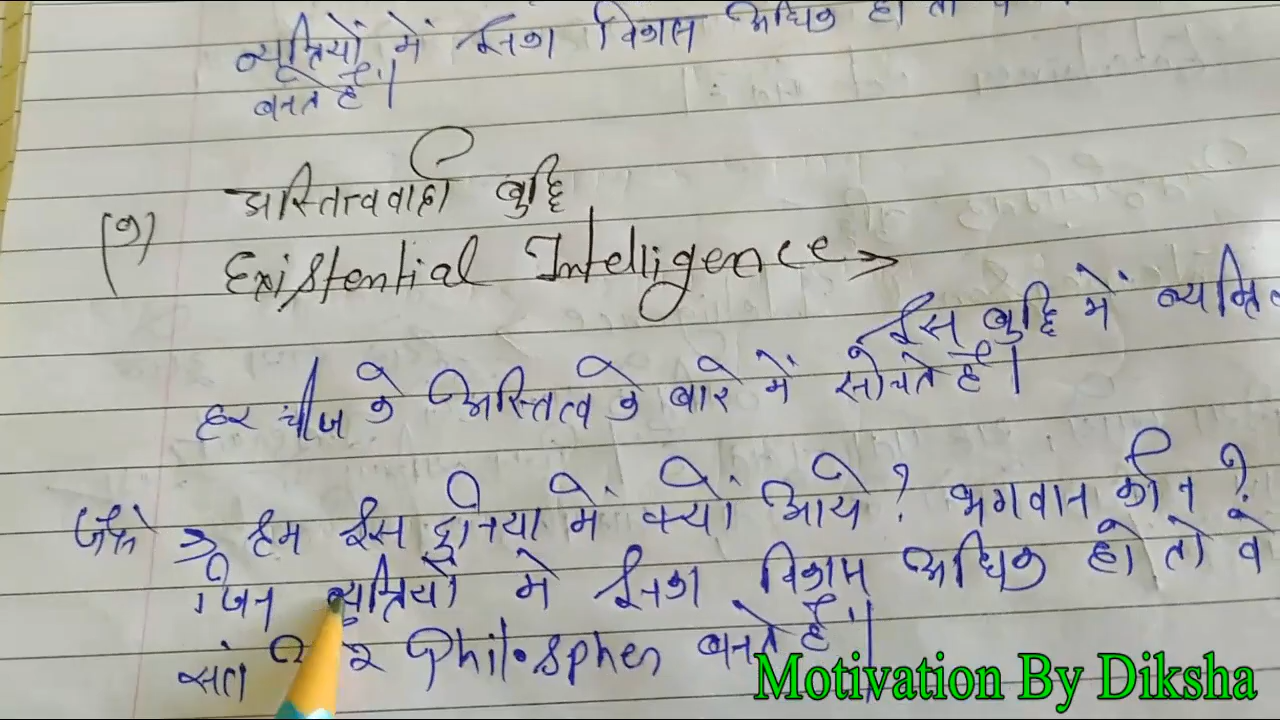 व्यक्तियों में इनका विकास अधिक हो तो
बनते हैं।
अस्तित्ववादी बुद्धि
(9)
Existential Intelligence →
इस बुद्धि में व्यक्ति
हर चीज के अस्तित्व के बारे में सोचते हैं।
जैसे → हम इस दुनिया में क्यों आये? भगवान कौन?
जिन व्यक्तियों मे इनका विकास अधिक हो तो वे
संत Philospher बनते हैं।
Motivation By Diksha